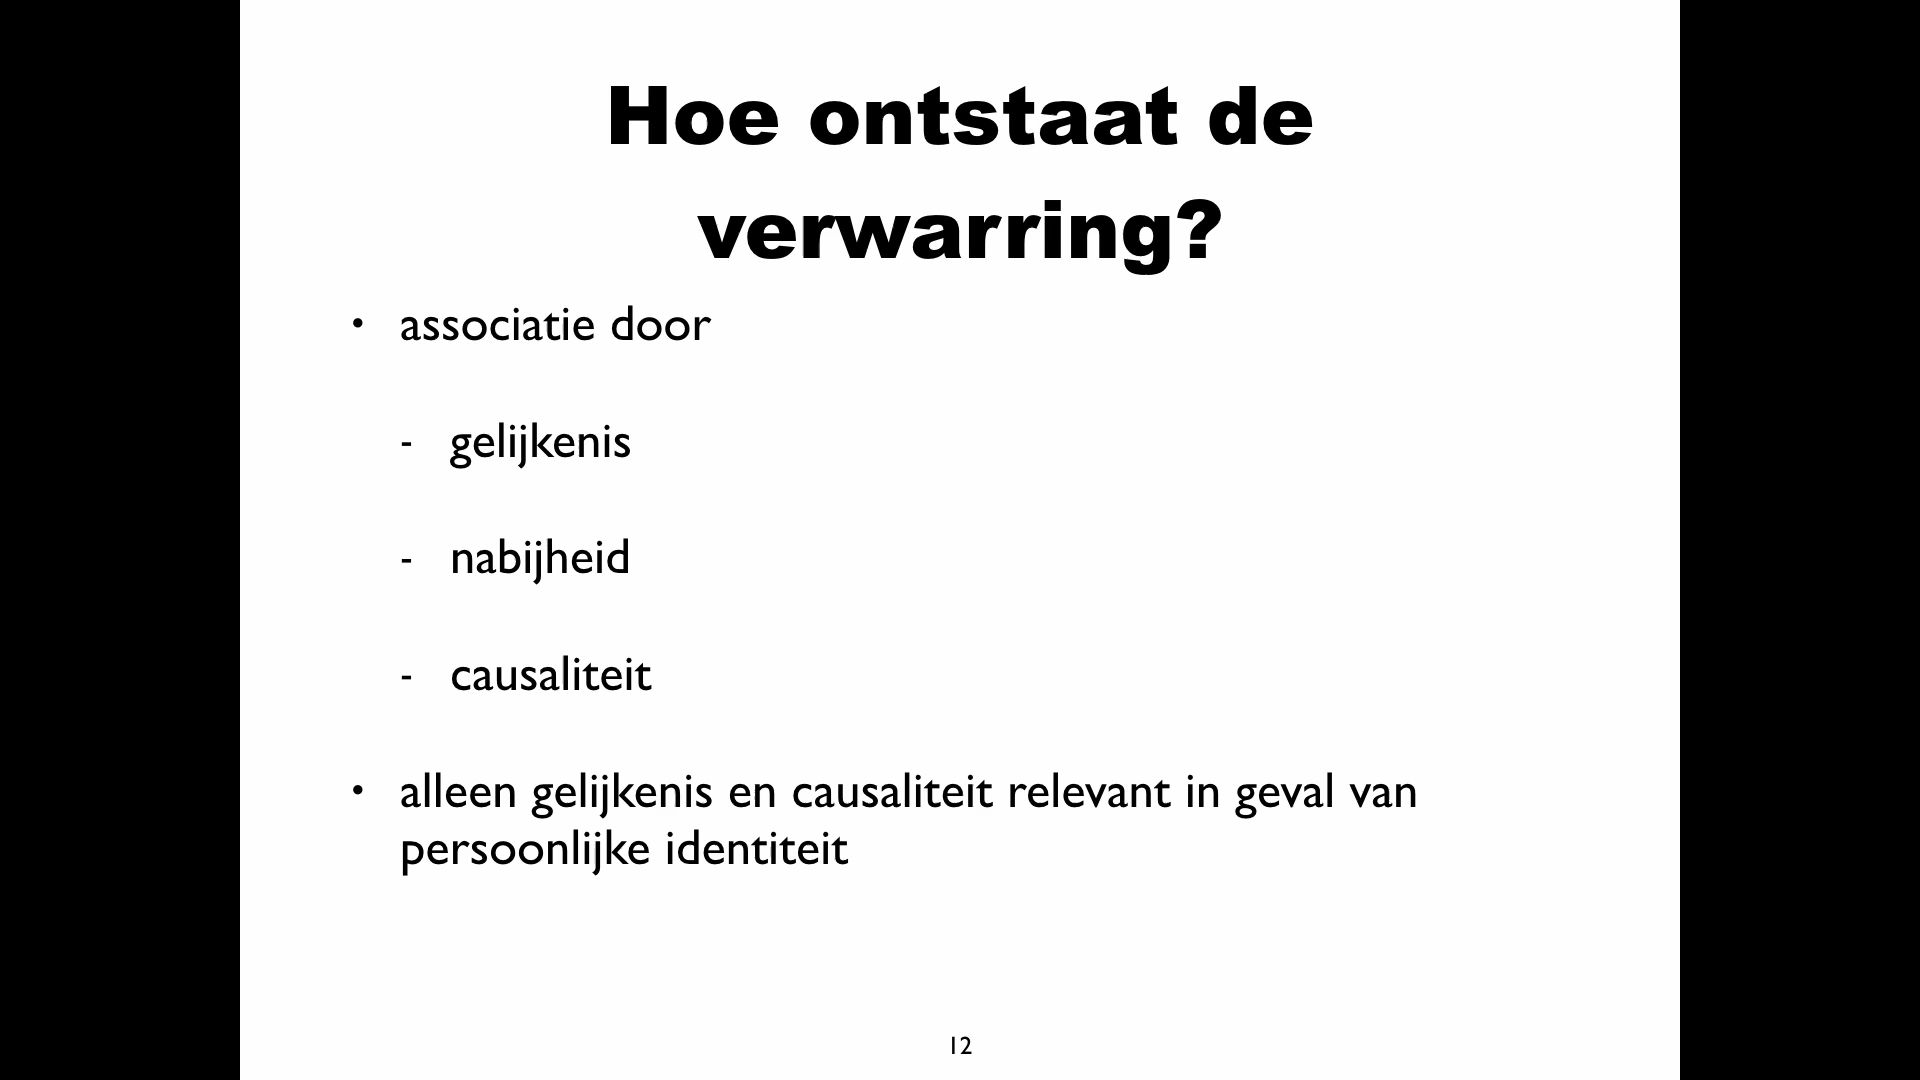 Hoe ontstaat de
verwarring?
• associatie door
- gelijkenis
- nabijheid
- causaliteit
• alleen gelijkenis en causaliteit relevant in geval van
persoonlijke identiteit
12